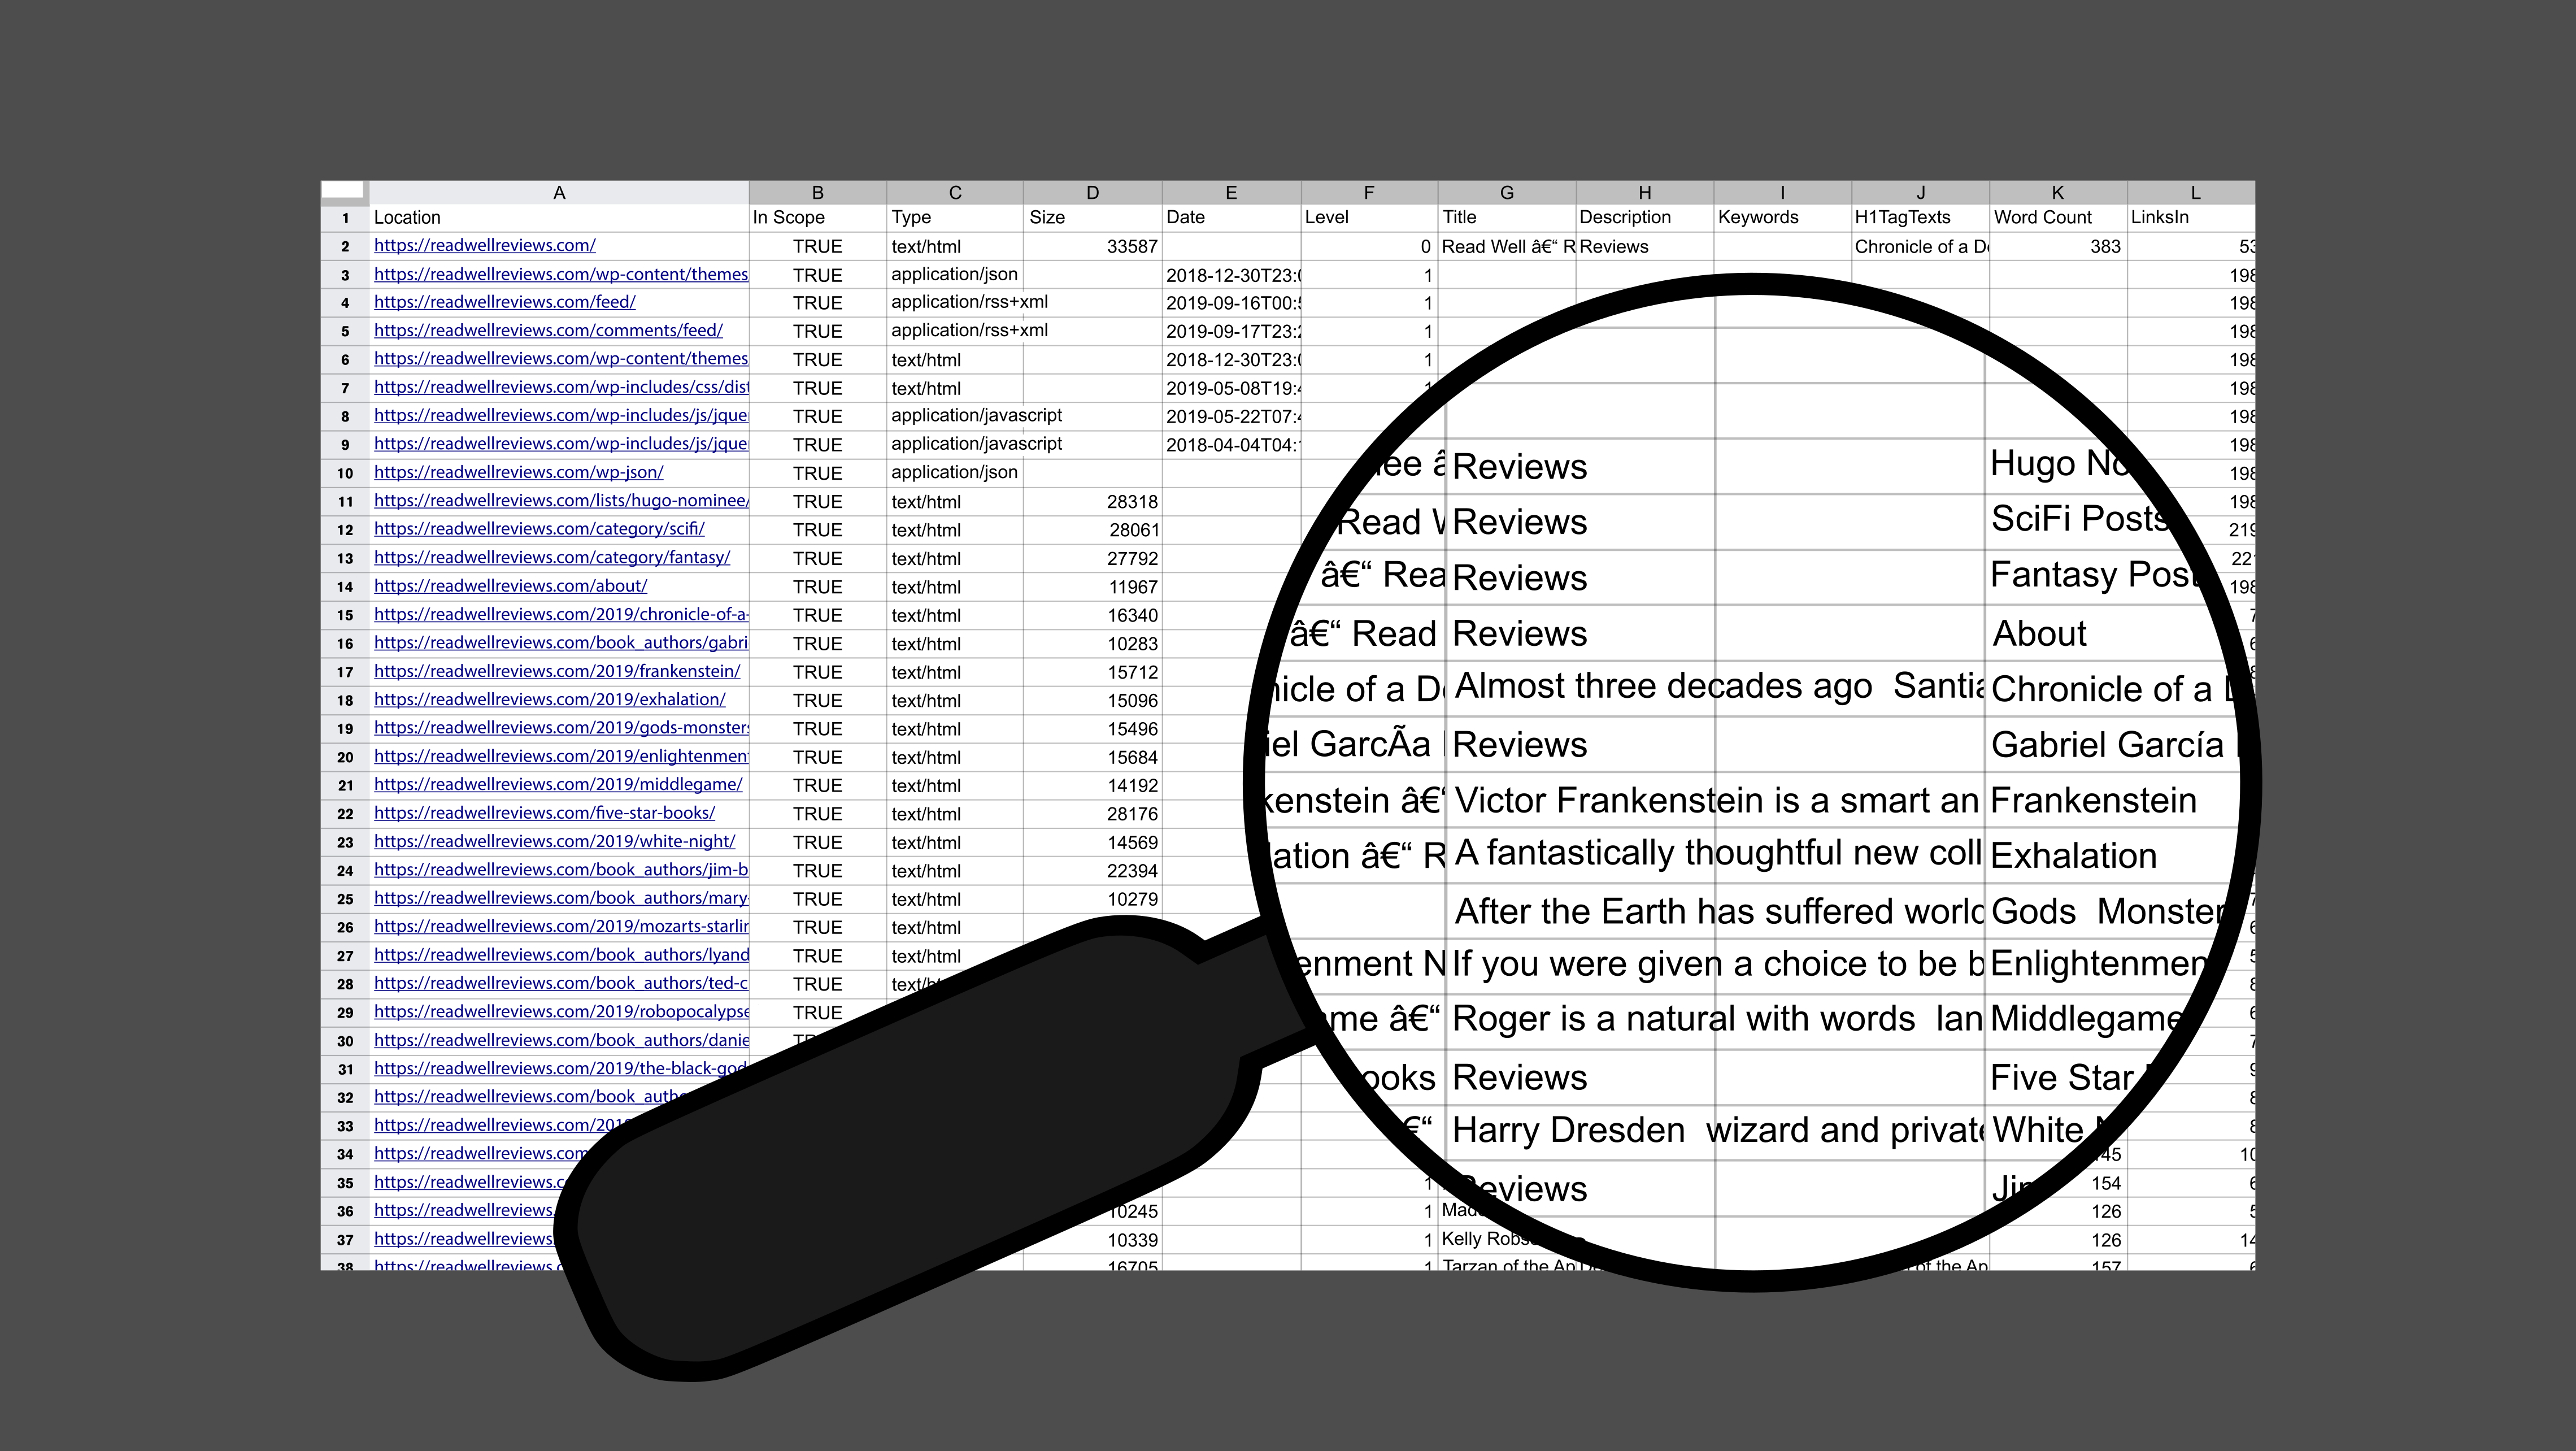 A B C D E F G H I J K L
1 Location In Scope Type Size Date Level Title Description Keywords H1TagTexts Word Count LinksIn
2 https://readwellreviews.com/ TRUE text/html 33587 0 Read Well â€“ R Reviews Chronicle of a De 383 53
3 https://readwellreviews.com/wp-content/themes TRUE application/json 2018-12-30T23:0 1 198
4 https://readwellreviews.com/feed/ TRUE application/rss+xml 2019-09-16T00:5 1 198
5 https://readwellreviews.com/comments/feed/ TRUE application/rss+xml 2019-09-17T23:2 1 198
6 https://readwellreviews.com/wp-content/themes TRUE text/html 2018-12-30T23:0 1 198
7 https://readwellreviews.com/wp-includes/css/dist TRUE text/html 2019-05-08T19:4 198
8 https://readwellreviews.com/wp-includes/js/jque TRUE application/javascript 2019-05-22T07:4 198
9 https://readwellreviews.com/wp-includes/js/jque TRUE application/javascript 2018-04-04T04: 198
10 https://readwellreviews.com/wp-json/ TRUE application/json 198
11 https://readwellreviews.com/lists/hugo-nominee/ TRUE text/html 28318 198
12 https://readwellreviews.com/category/scifi/ TRUE text/html 28061 219
13 https://readwellreviews.com/category/fantasy/ TRUE text/html 27792 22
14 https://readwellreviews.com/about/ TRUE text/html 11967 198
15 https://readwellreviews.com/2019/chronicle-of-a- TRUE text/html 16340
16 https://readwellreviews.com/book_authors/gabri TRUE text/html 10283
17 https://readwellreviews.com/2019/frankenstein/ TRUE text/html 15712
18 https://readwellreviews.com/2019/exhalation/ TRUE text/html 15096
19 https://readwellreviews.com/2019/gods-monsters TRUE text/html 15496
20 https://readwellreviews.com/2019/enlightenment TRUE text/html 15684
21 https://readwellreviews.com/2019/middlegame/ TRUE text/html 14192
22 https://readwellreviews.com/five-star-books/ TRUE text/html 28176
23 https://readwellreviews.com/2019/white-night/ TRUE text/html 14569
24 https://readwellreviews.com/book_authors/jim-b TRUE text/html 22394
25 https://readwellreviews.com/book_authors/mary- TRUE text/html 10279
26 https://readwellreviews.com/2019/mozarts-starlin TRUE text/html
27 https://readwellreviews.com/book_authors/lyand TRUE text/html
28 https://readwellreviews.com/book_authors/ted-c TRUE text/h
29 https://readwellreviews.com/2019/robopocalypse TRUE
30 https://readwellreviews.com/book_authors/danie
31 https://readwellreviews.com/2019/the-black-god
32 https://readwellreviews.com/book_autho
33 https://readwellreviews.com/201
34 https://readwellreviews.com 10
35 https://readwellreviews.c 1 154 6
36 https://readwellreviews. 10245 1 Made 126 5
37 https://readwellreviews. 10339 1 Kelly Robs 126 14
38 https://readwellreviews.c 16705 1 Tarzan of the Ap of the Ap 157 6
ee â Reviews Hugo No
Read W Reviews SciFi Posts
â€“ Rea Reviews Fantasy Post
â€“ Read Reviews About
nicle of a De Almost three decades ago Santia Chronicle of a D
iel GarcÃa Reviews Gabriel García
kenstein â€“ Victor Frankenstein is a smart an Frankenstein
lation â€“ R A fantastically thoughtful new coll Exhalation
After the Earth has suffered world Gods Monster
enment N If you were given a choice to be b Enlightenmen
me â€“ Roger is a natural with words lan Middlegame
ooks Reviews Five Star
€“ Harry Dresden wizard and private White
Reviews Jim